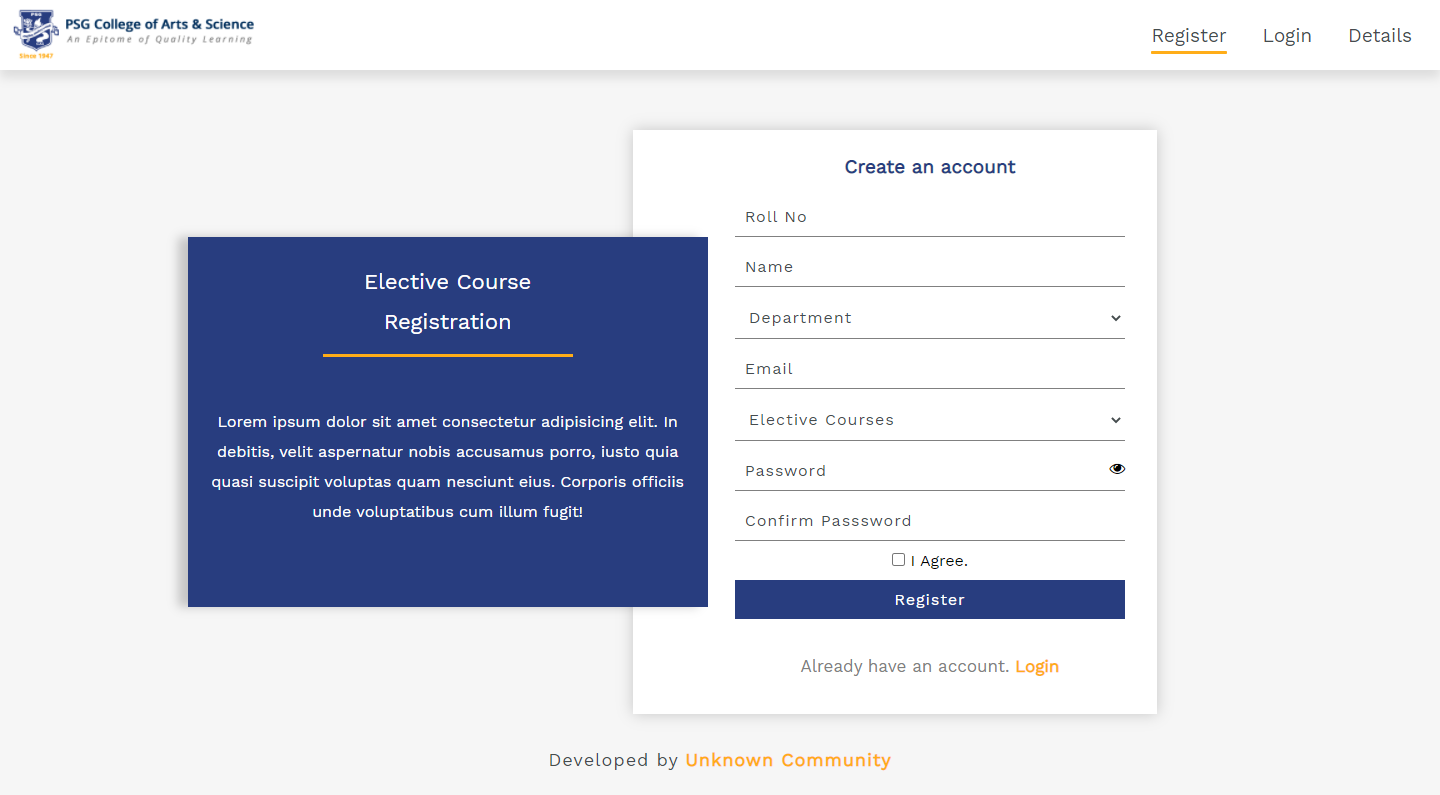 PSG
PSG College of Arts & Science
An Epitome of Quality Learning
Since 1947
Register
Login
Details
Elective Course
Registration
Lorem ipsum dolor sit amet consectetur adipisicing elit. In
debitis, velit aspernatur nobis accusamus porro, iusto quia
quasi suscipit voluptas quam nesciunt eius. Corporis officiis
unde voluptatibus cum illum fugit!
Create an account
Roll No
Name
Department
Email
Elective Courses
Password
Confirm Passsword
I Agree.
Register
Already have an account. Login
Developed by Unknown Community